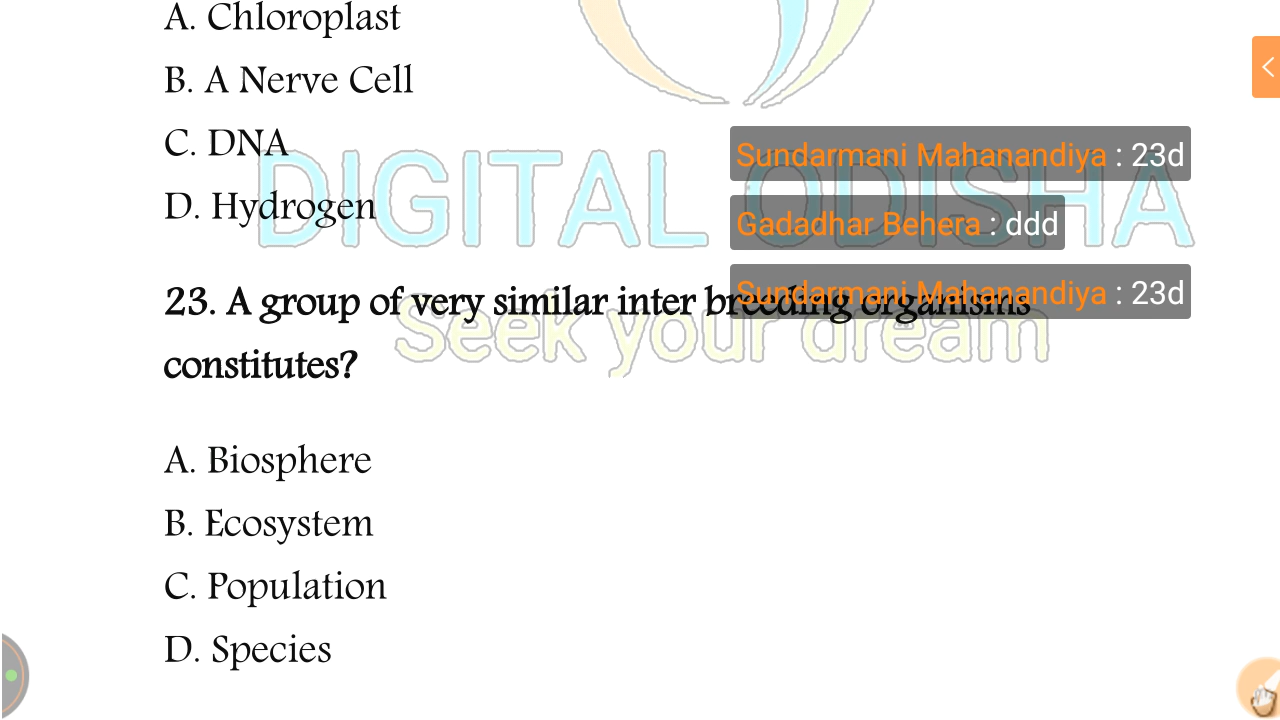 A. Chloroplast
B. A Nerve Cell
C. DNA
D. Hydrogen
DIGITAL ODISHA
Seek your dream
Sundarmani Mahanandiya : 23d
Gadadhar Behera : ddd
Sundarmani Mahanandiya : 23d
23. A group of very similar inter breeding organisms
constitutes?
A. Biosphere
B. Ecosystem
C. Population
D. Species